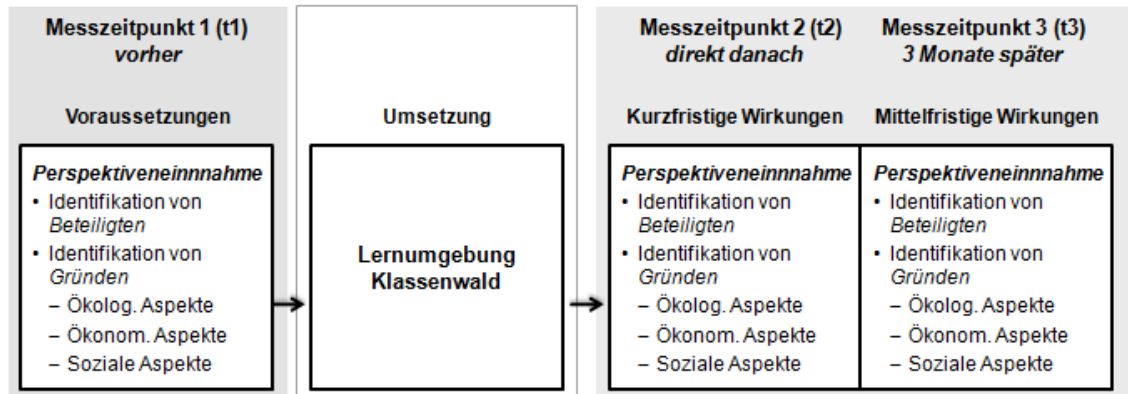 Messzeitpunkt 1 (t1)
vorher
Voraussetzungen
Perspektiveneinnnahme
• Identifikation von
Beteiligten
• Identifikation von
Gründen
– Ökolog. Aspekte
– Ökonom. Aspekte
– Soziale Aspekte
Umsetzung
Lernumgebung
Klassenwald
Messzeitpunkt 2 (t2)
direkt danach
Kurzfristige Wirkungen
Perspektiveneinnnahme
• Identifikation von
Beteiligten
• Identifikation von
Gründen
– Ökolog. Aspekte
– Ökonom. Aspekte
– Soziale Aspekte
Messzeitpunkt 3 (t3)
3 Monate später
Mittelfristige Wirkungen
Perspektiveneinnnahme
• Identifikation von
Beteiligten
• Identifikation von
Gründen
– Ökolog. Aspekte
– Ökonom. Aspekte
– Soziale Aspekte